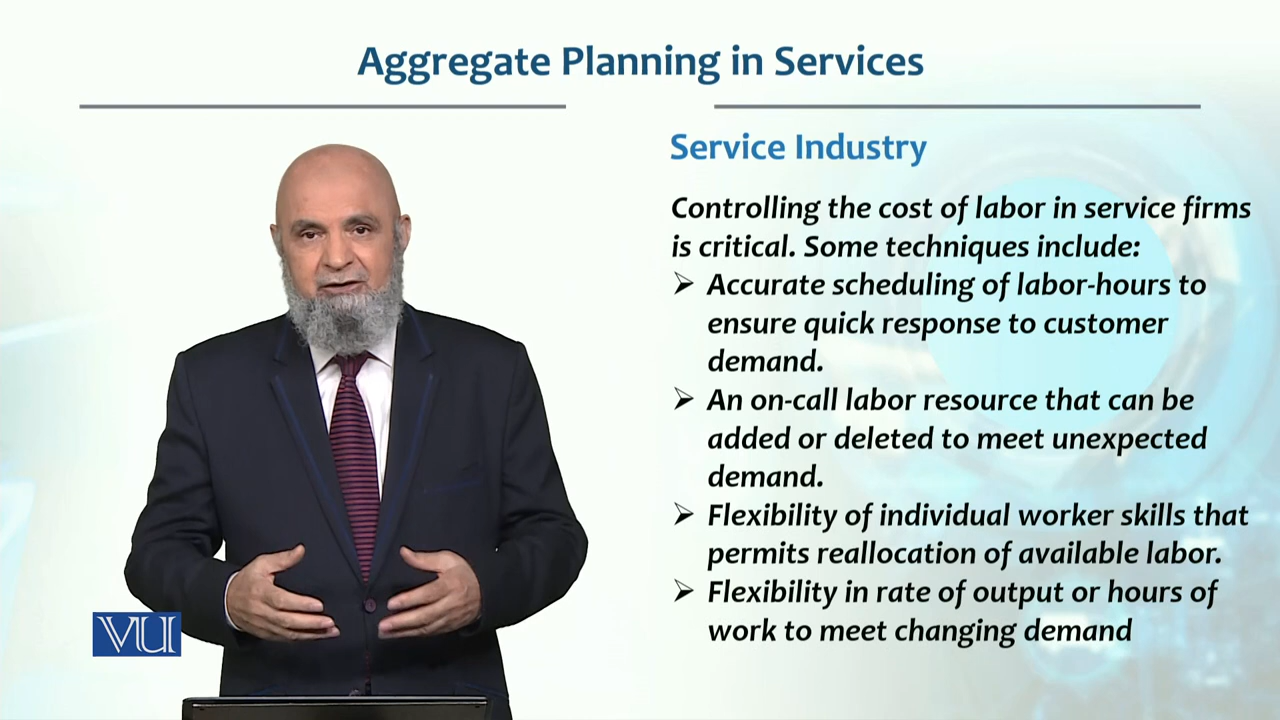 Aggregate Planning in Services
Service Industry
Controlling the cost of labor in service firms
is critical. Some techniques include:
➢ Accurate scheduling of labor-hours to
ensure quick response to customer
demand.
➢ An on-call labor resource that can be
added or deleted to meet unexpected
demand.
➢ Flexibility of individual worker skills that
permits reallocation of available labor.
➢ Flexibility in rate of output or hours of
work to meet changing demand
VU